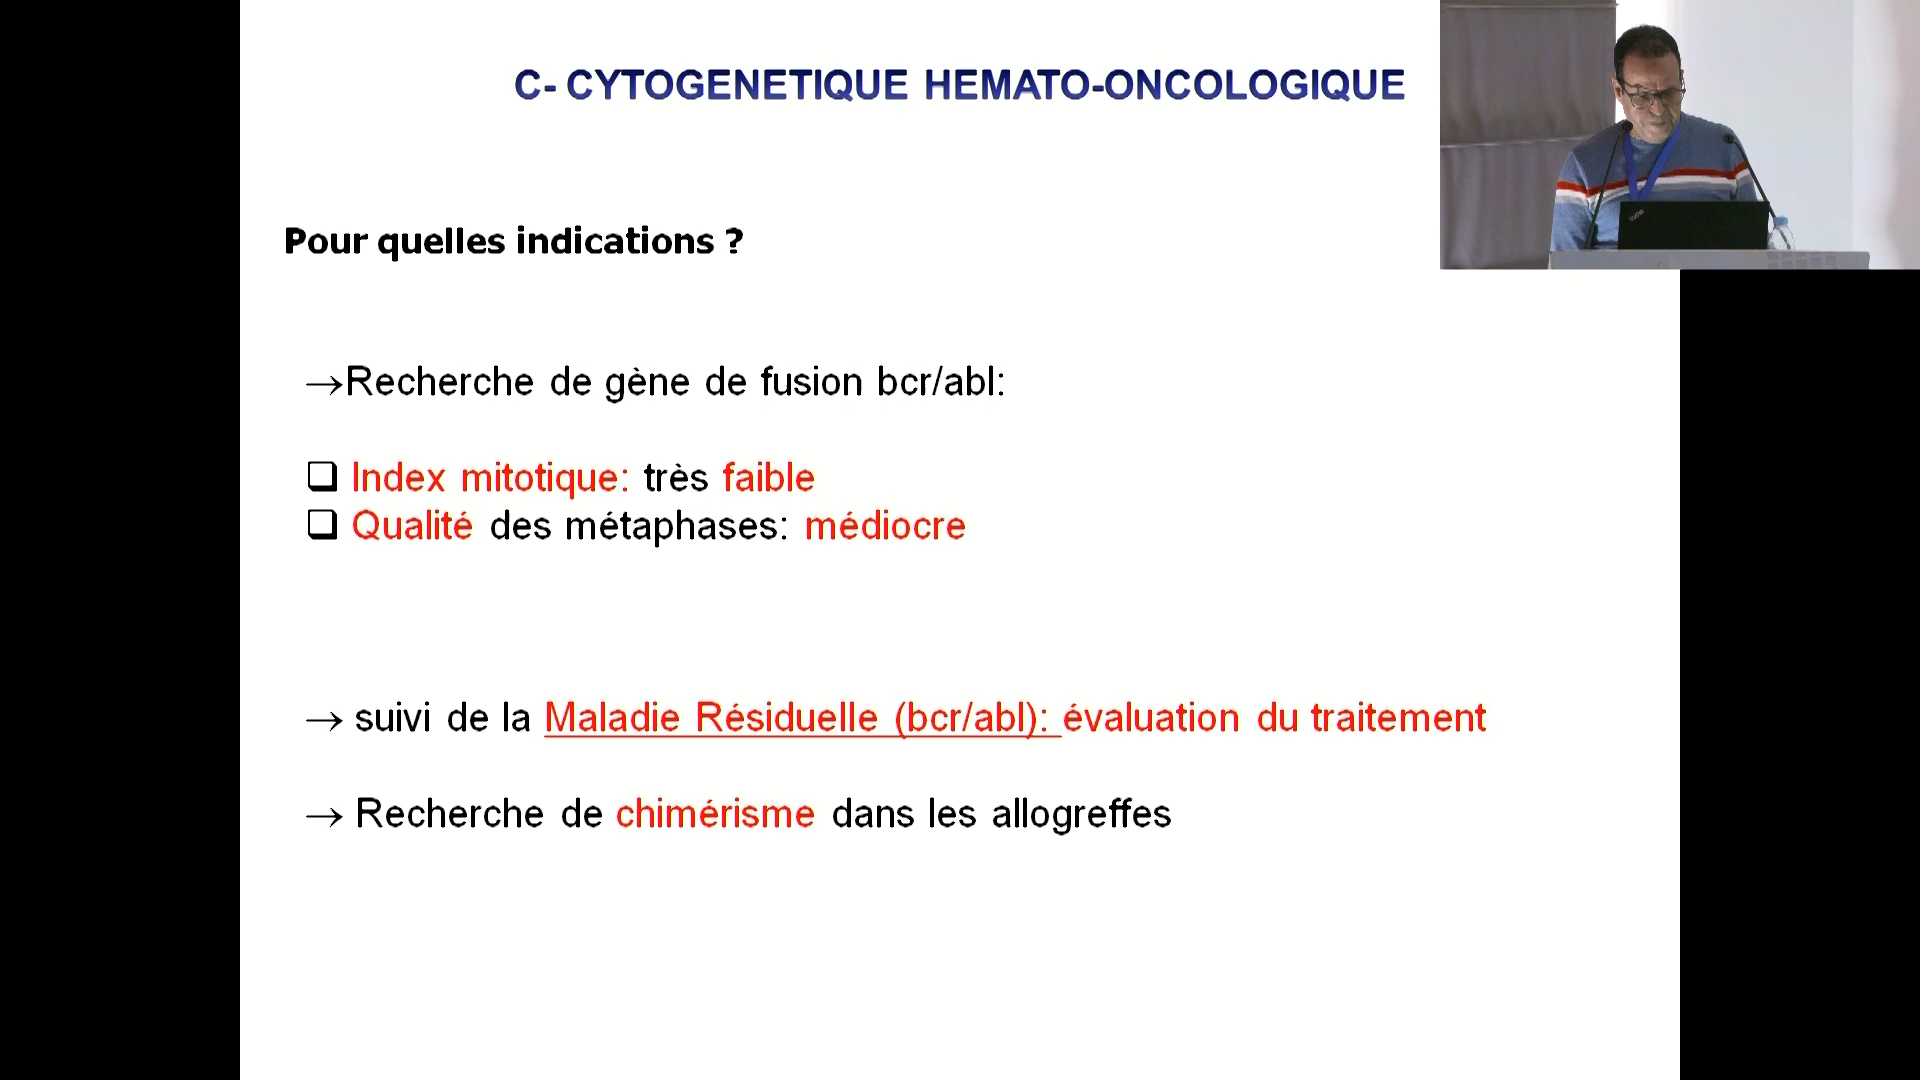 C- CYTOGENETIQUE HEMATO-ONCOLOGIQUE
Pour quelles indications ?
→Recherche de gène de fusion bcr/abl:
❑ Index mitotique: très faible
❑ Qualité des métaphases: médiocre
→ suivi de la Maladie Résiduelle (bcr/abl): évaluation du traitement
→ Recherche de chimérisme dans les allogreffes